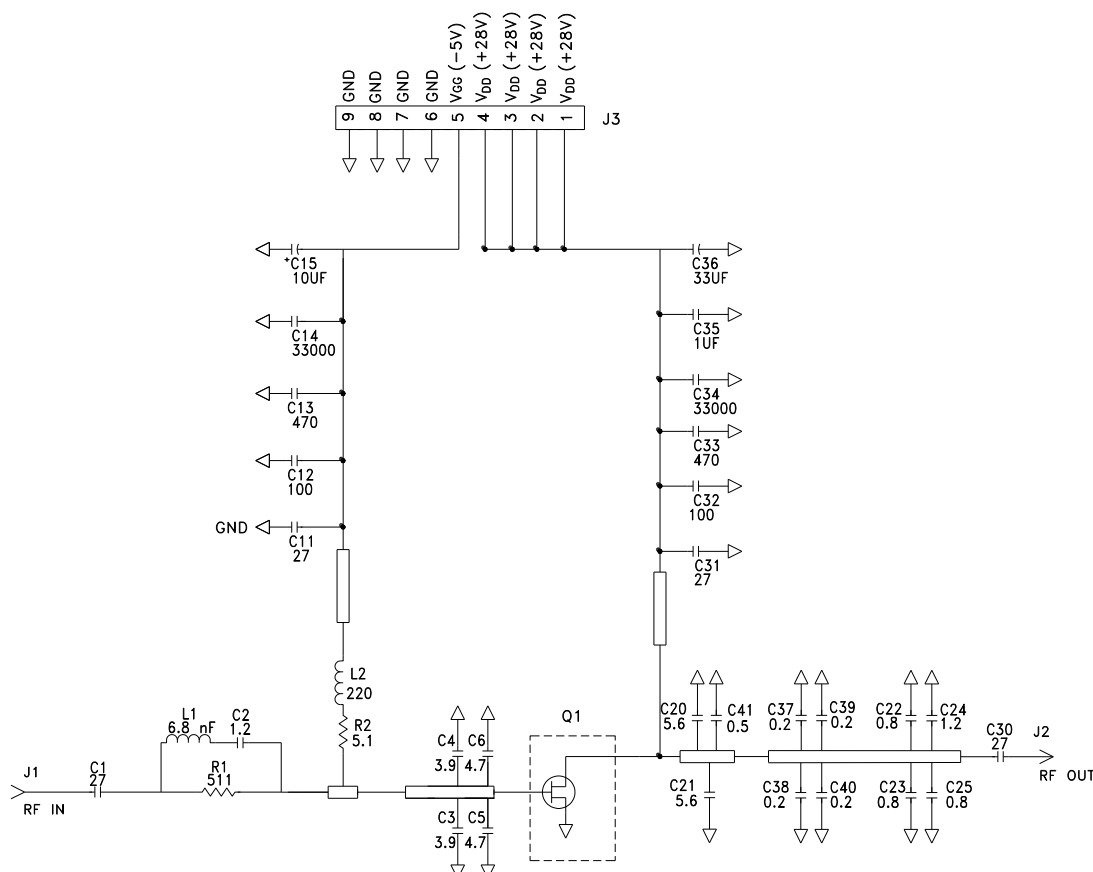 GND
GND
GND
GND
VGG (-5V)
VDD (+28V)
VDD (+28V)
VDD (+28V)
VDD (+28V)
9
8
7
6
5
4
3
2
1
J3
+C15
10UF
C36
33UF
C14
33000
C35
1UF
C13
470
C34
33000
C33
470
C12
100
C32
100
GND
C11
27
C31
27
L2
220
R2
5.1
L1
6.8 nF
C2
1.2
J1
RF IN
C1
27
R1
511
C4
3.9
C6
4.7
C3
3.9
C5
4.7
Q1
C20
5.6
C41
0.5
C21
5.6
C37
0.2
C39
0.2
C38
0.2
C40
0.2
C22
0.8
C24
1.2
C23
0.8
C25
0.8
C30
27
J2
RF OUT